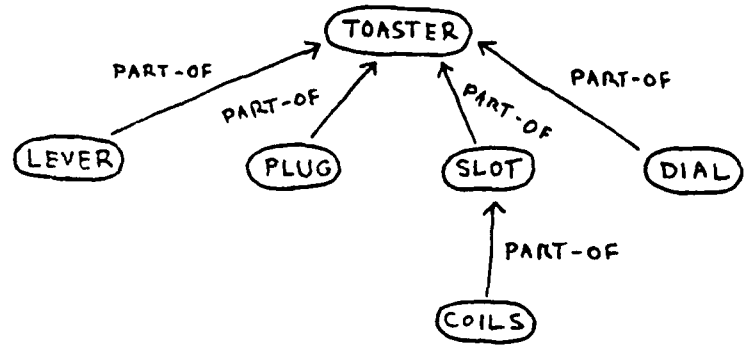 TOASTER
PART-OF
PART-OF
PART-OF
PART-OF
LEVER
PLUG
SLOT
DIAL
PART-OF
COILS